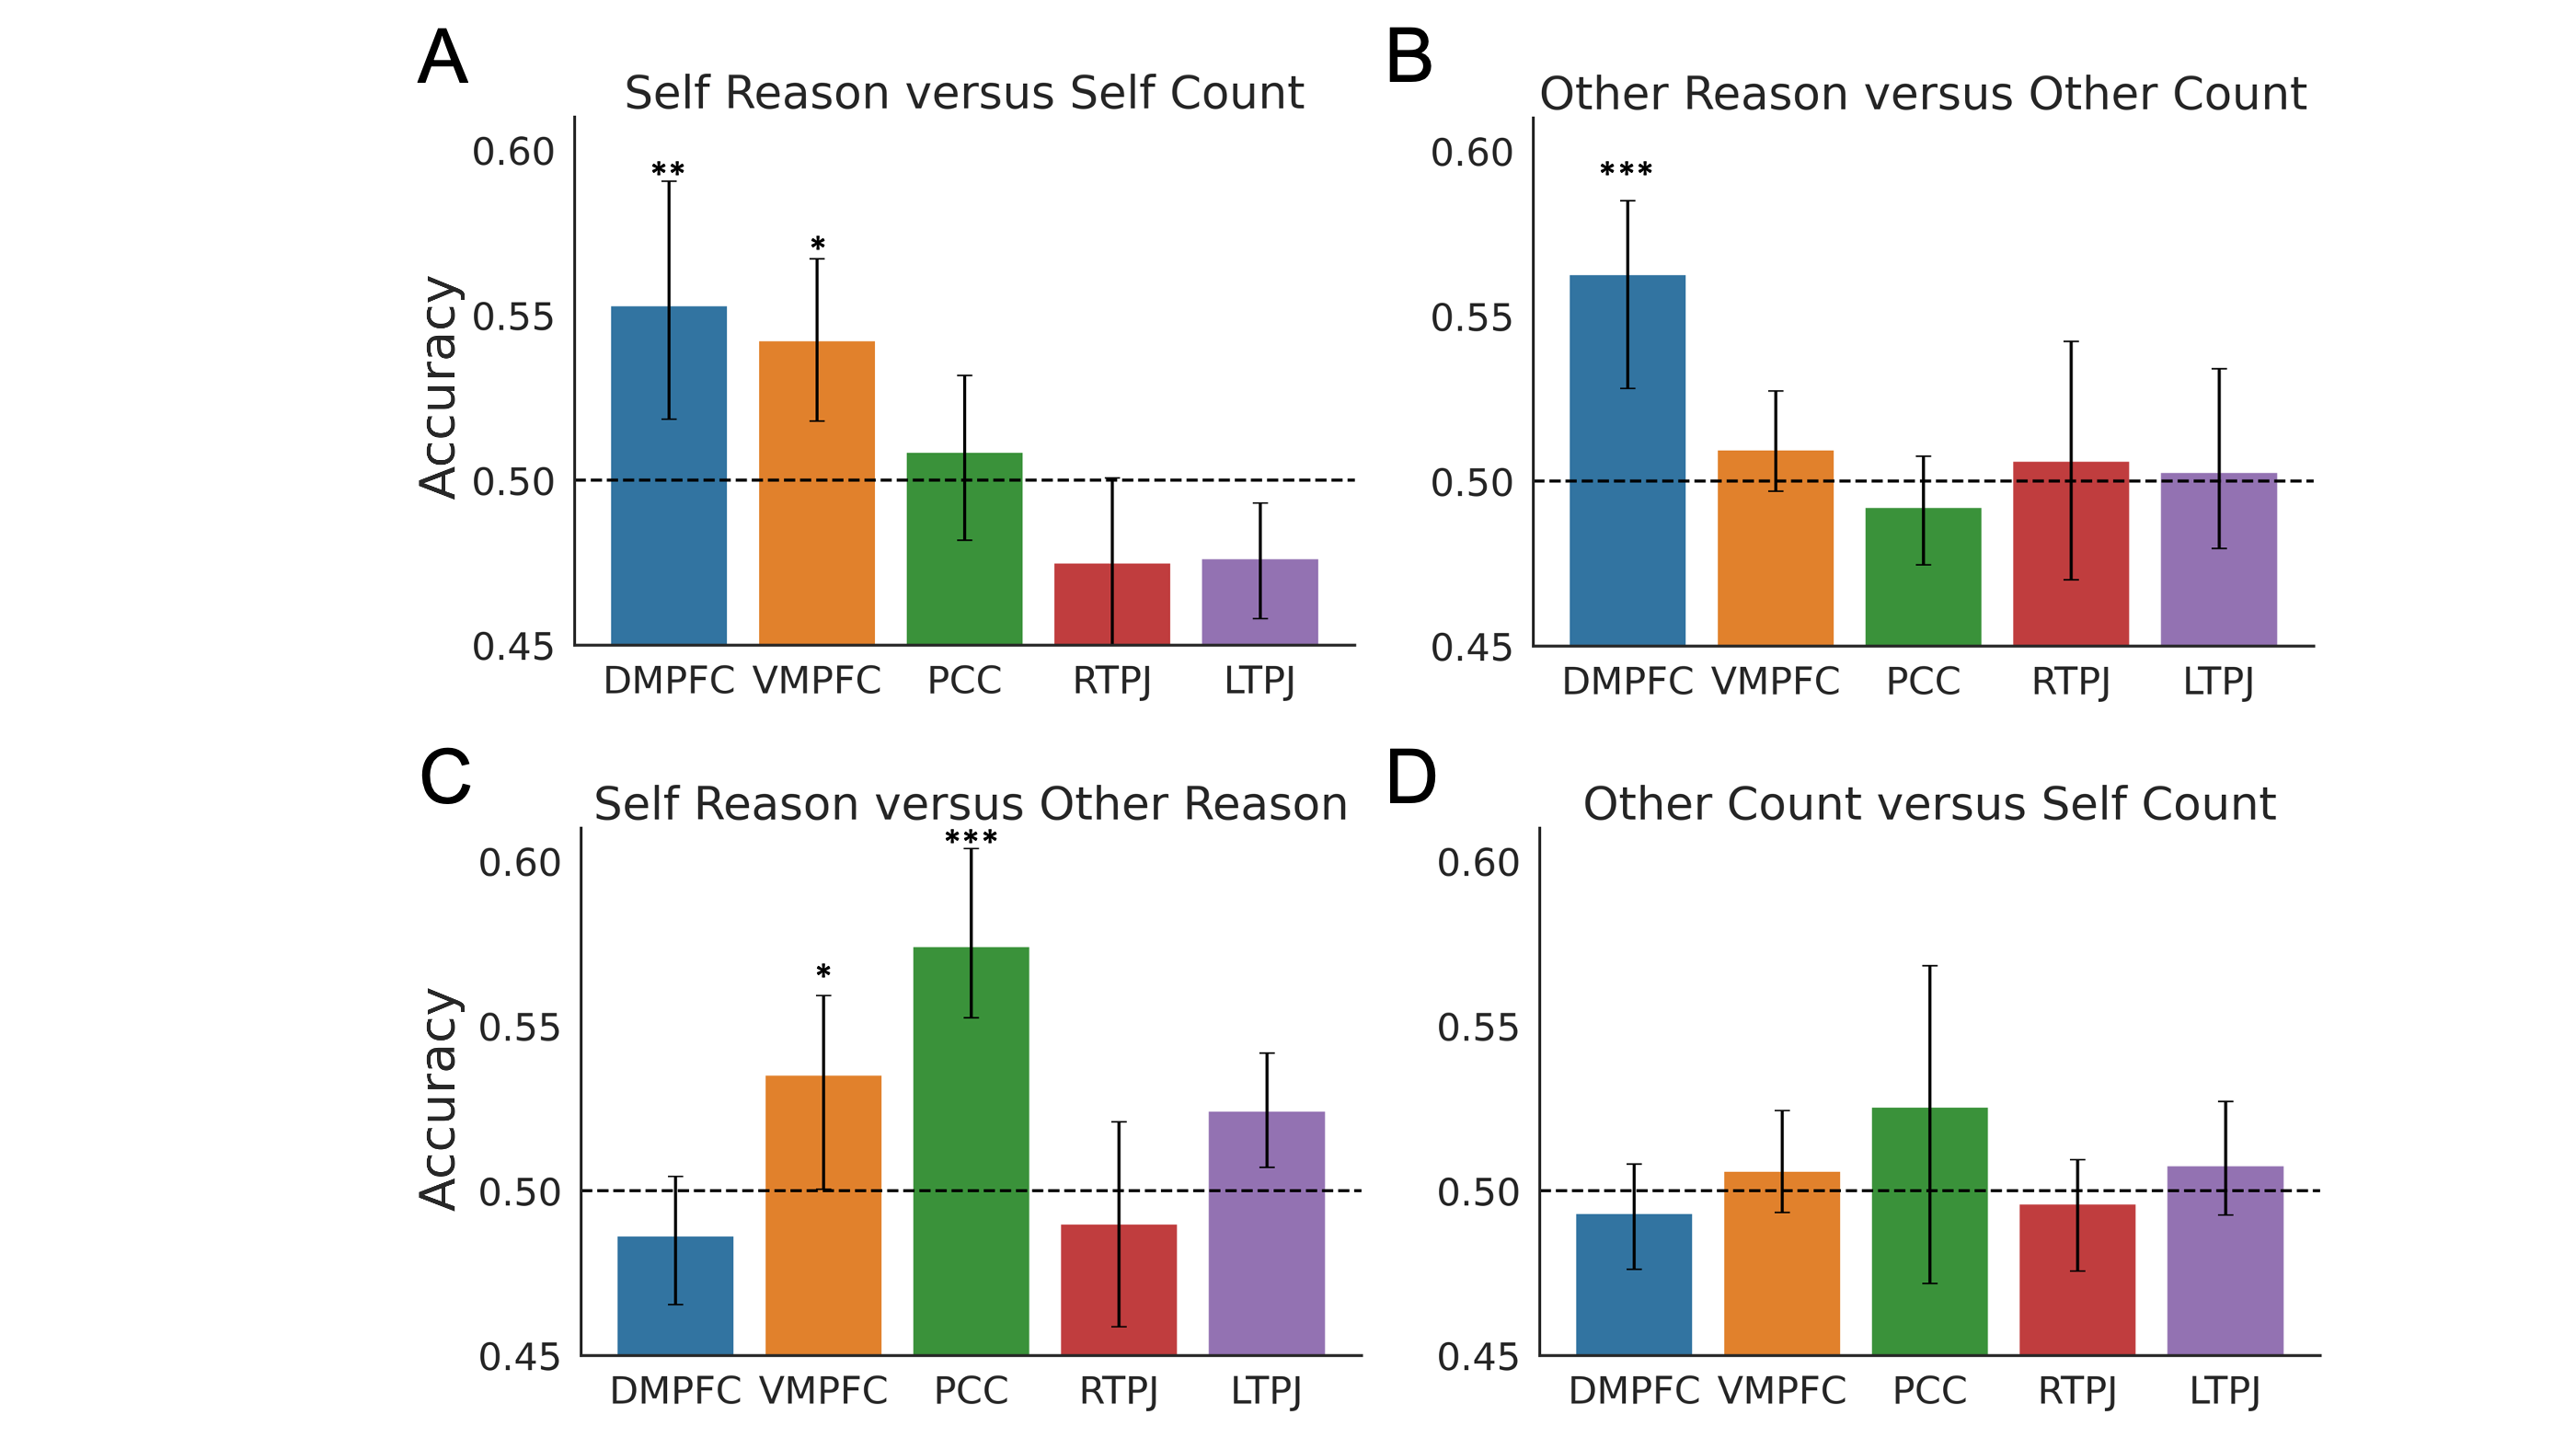 A
Self Reason versus Self Count
Accuracy
0.60
0.55
0.50
0.45
**
*
DMPFC VMPFC PCC RTPJ LTPJ
B
Other Reason versus Other Count
0.60
0.55
0.50
0.45
***
DMPFC VMPFC PCC RTPJ LTPJ
C
Self Reason versus Other Reason
Accuracy
0.60
0.55
0.50
0.45
***
*
DMPFC VMPFC PCC RTPJ LTPJ
D
Other Count versus Self Count
0.60
0.55
0.50
0.45
DMPFC VMPFC PCC RTPJ LTPJ